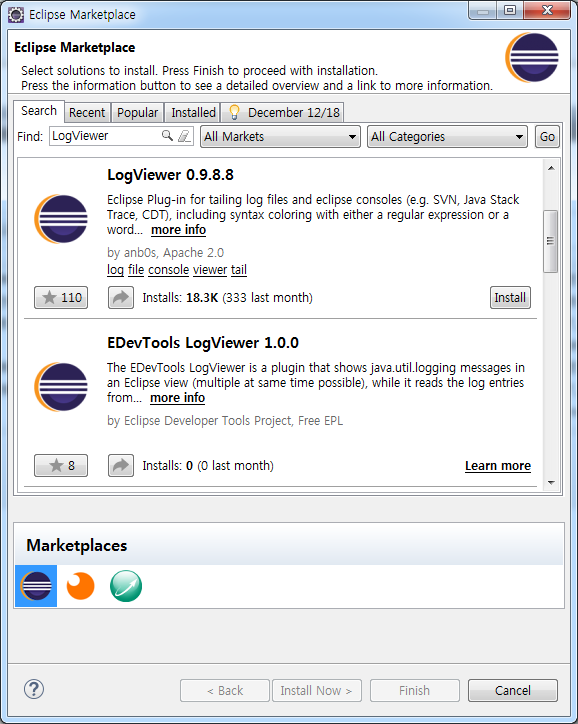 Eclipse Marketplace
Eclipse Marketplace
Select solutions to install. Press Finish to proceed with installation.
Press the information button to see a detailed overview and a link to more information.
Search Recent Popular Installed December 12/18
Find: LogViewer All Markets All Categories Go
LogViewer 0.9.8.8
Eclipse Plug-in for tailing log files and eclipse consoles (e.g. SVN, Java Stack
Trace, CDT), including syntax coloring with either a regular expression or a
word... more info
by anb0s, Apache 2.0
log file console viewer tail
110 Installs: 18.3K (333 last month) Install
EDevTools LogViewer 1.0.0
The EDevTools LogViewer is a plugin that shows java.util.logging messages in
an Eclipse view (multiple at same time possible), while it reads the log entries
from... more info
by Eclipse Developer Tools Project, Free EPL
8 Installs: 0 (0 last month) Learn more
Marketplaces
? < Back Install Now > Finish Cancel